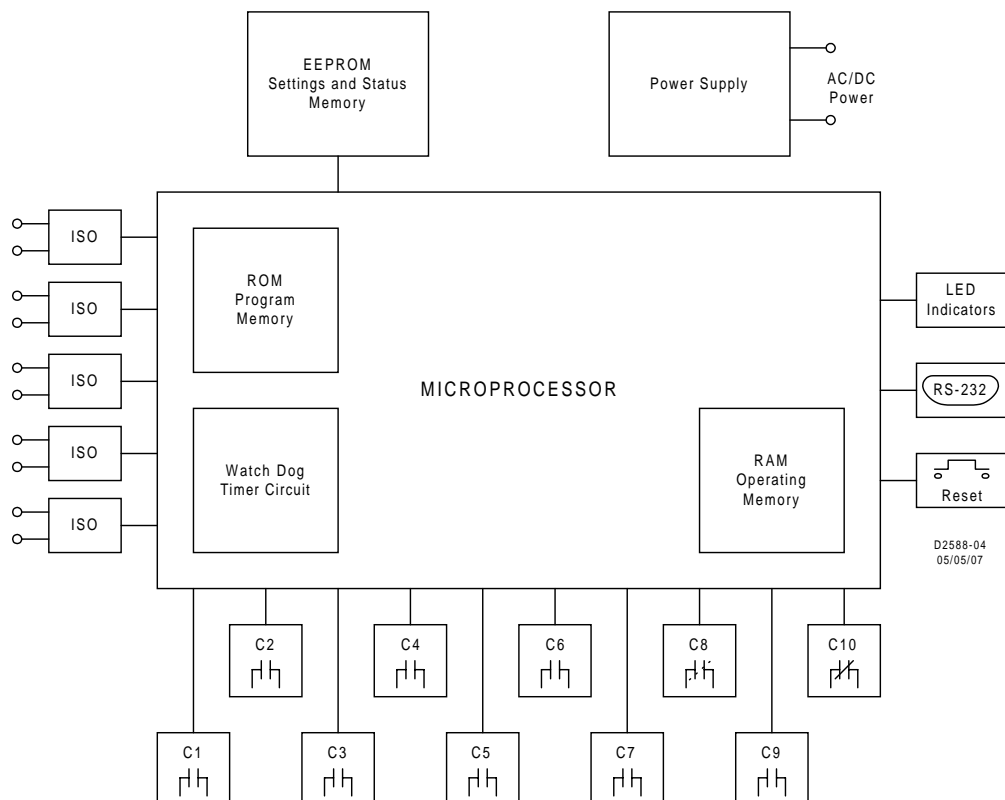 EEPROM
Settings and Status
Memory
Power Supply
AC/DC
Power
ISO
ISO
ISO
ISO
ISO
ROM
Program
Memory
MICROPROCESSOR
Watch Dog
Timer Circuit
RAM
Operating
Memory
LED
Indicators
RS-232
Reset
D2588-04
05/05/07
C2
C4
C6
C8
C10
C1
C3
C5
C7
C9